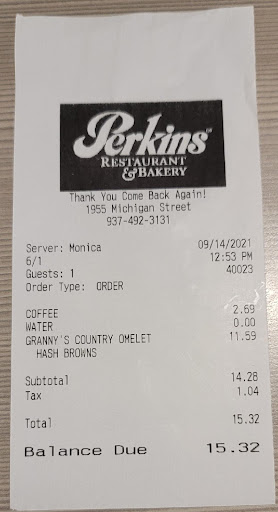 Perkins
RESTAURANT
& BAKERY
Thank You Come Back Again!
1955 Michigan Street
937-492-3131
Server: Monica 09/14/2021
6/1 12:53 PM
Guests: 1 40023
Order Type: ORDER
COFFEE 2.69
WATER 0.00
GRANNY'S COUNTRY OMELET 11.59
HASH BROWNS
Subtotal 14.28
Tax 1.04
Total 15.32
Balance Due 15.32